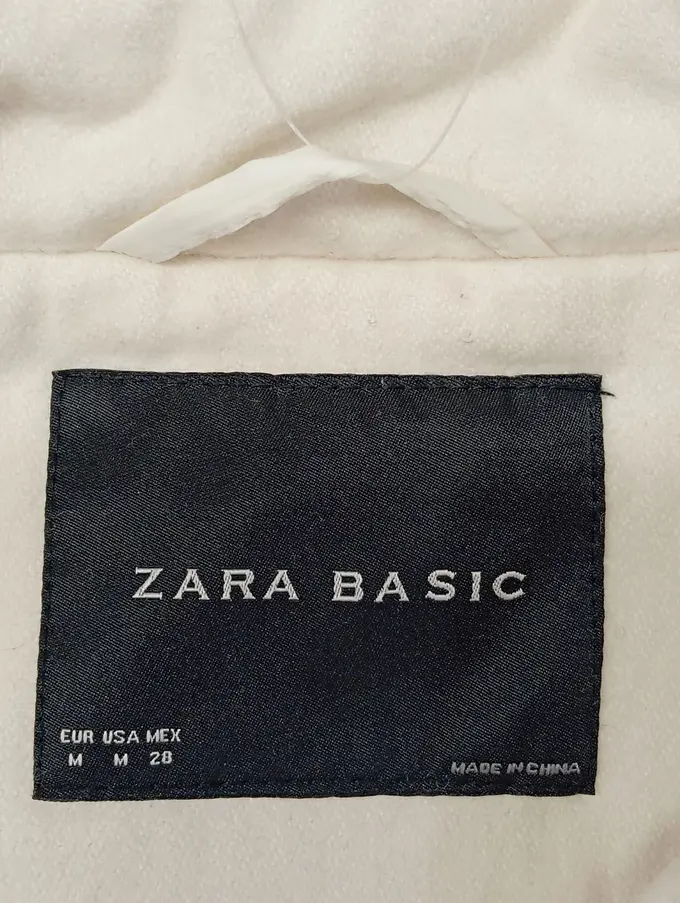 ZARA BASIC
EUR USA MEX
M M 28
MADE IN CHINA